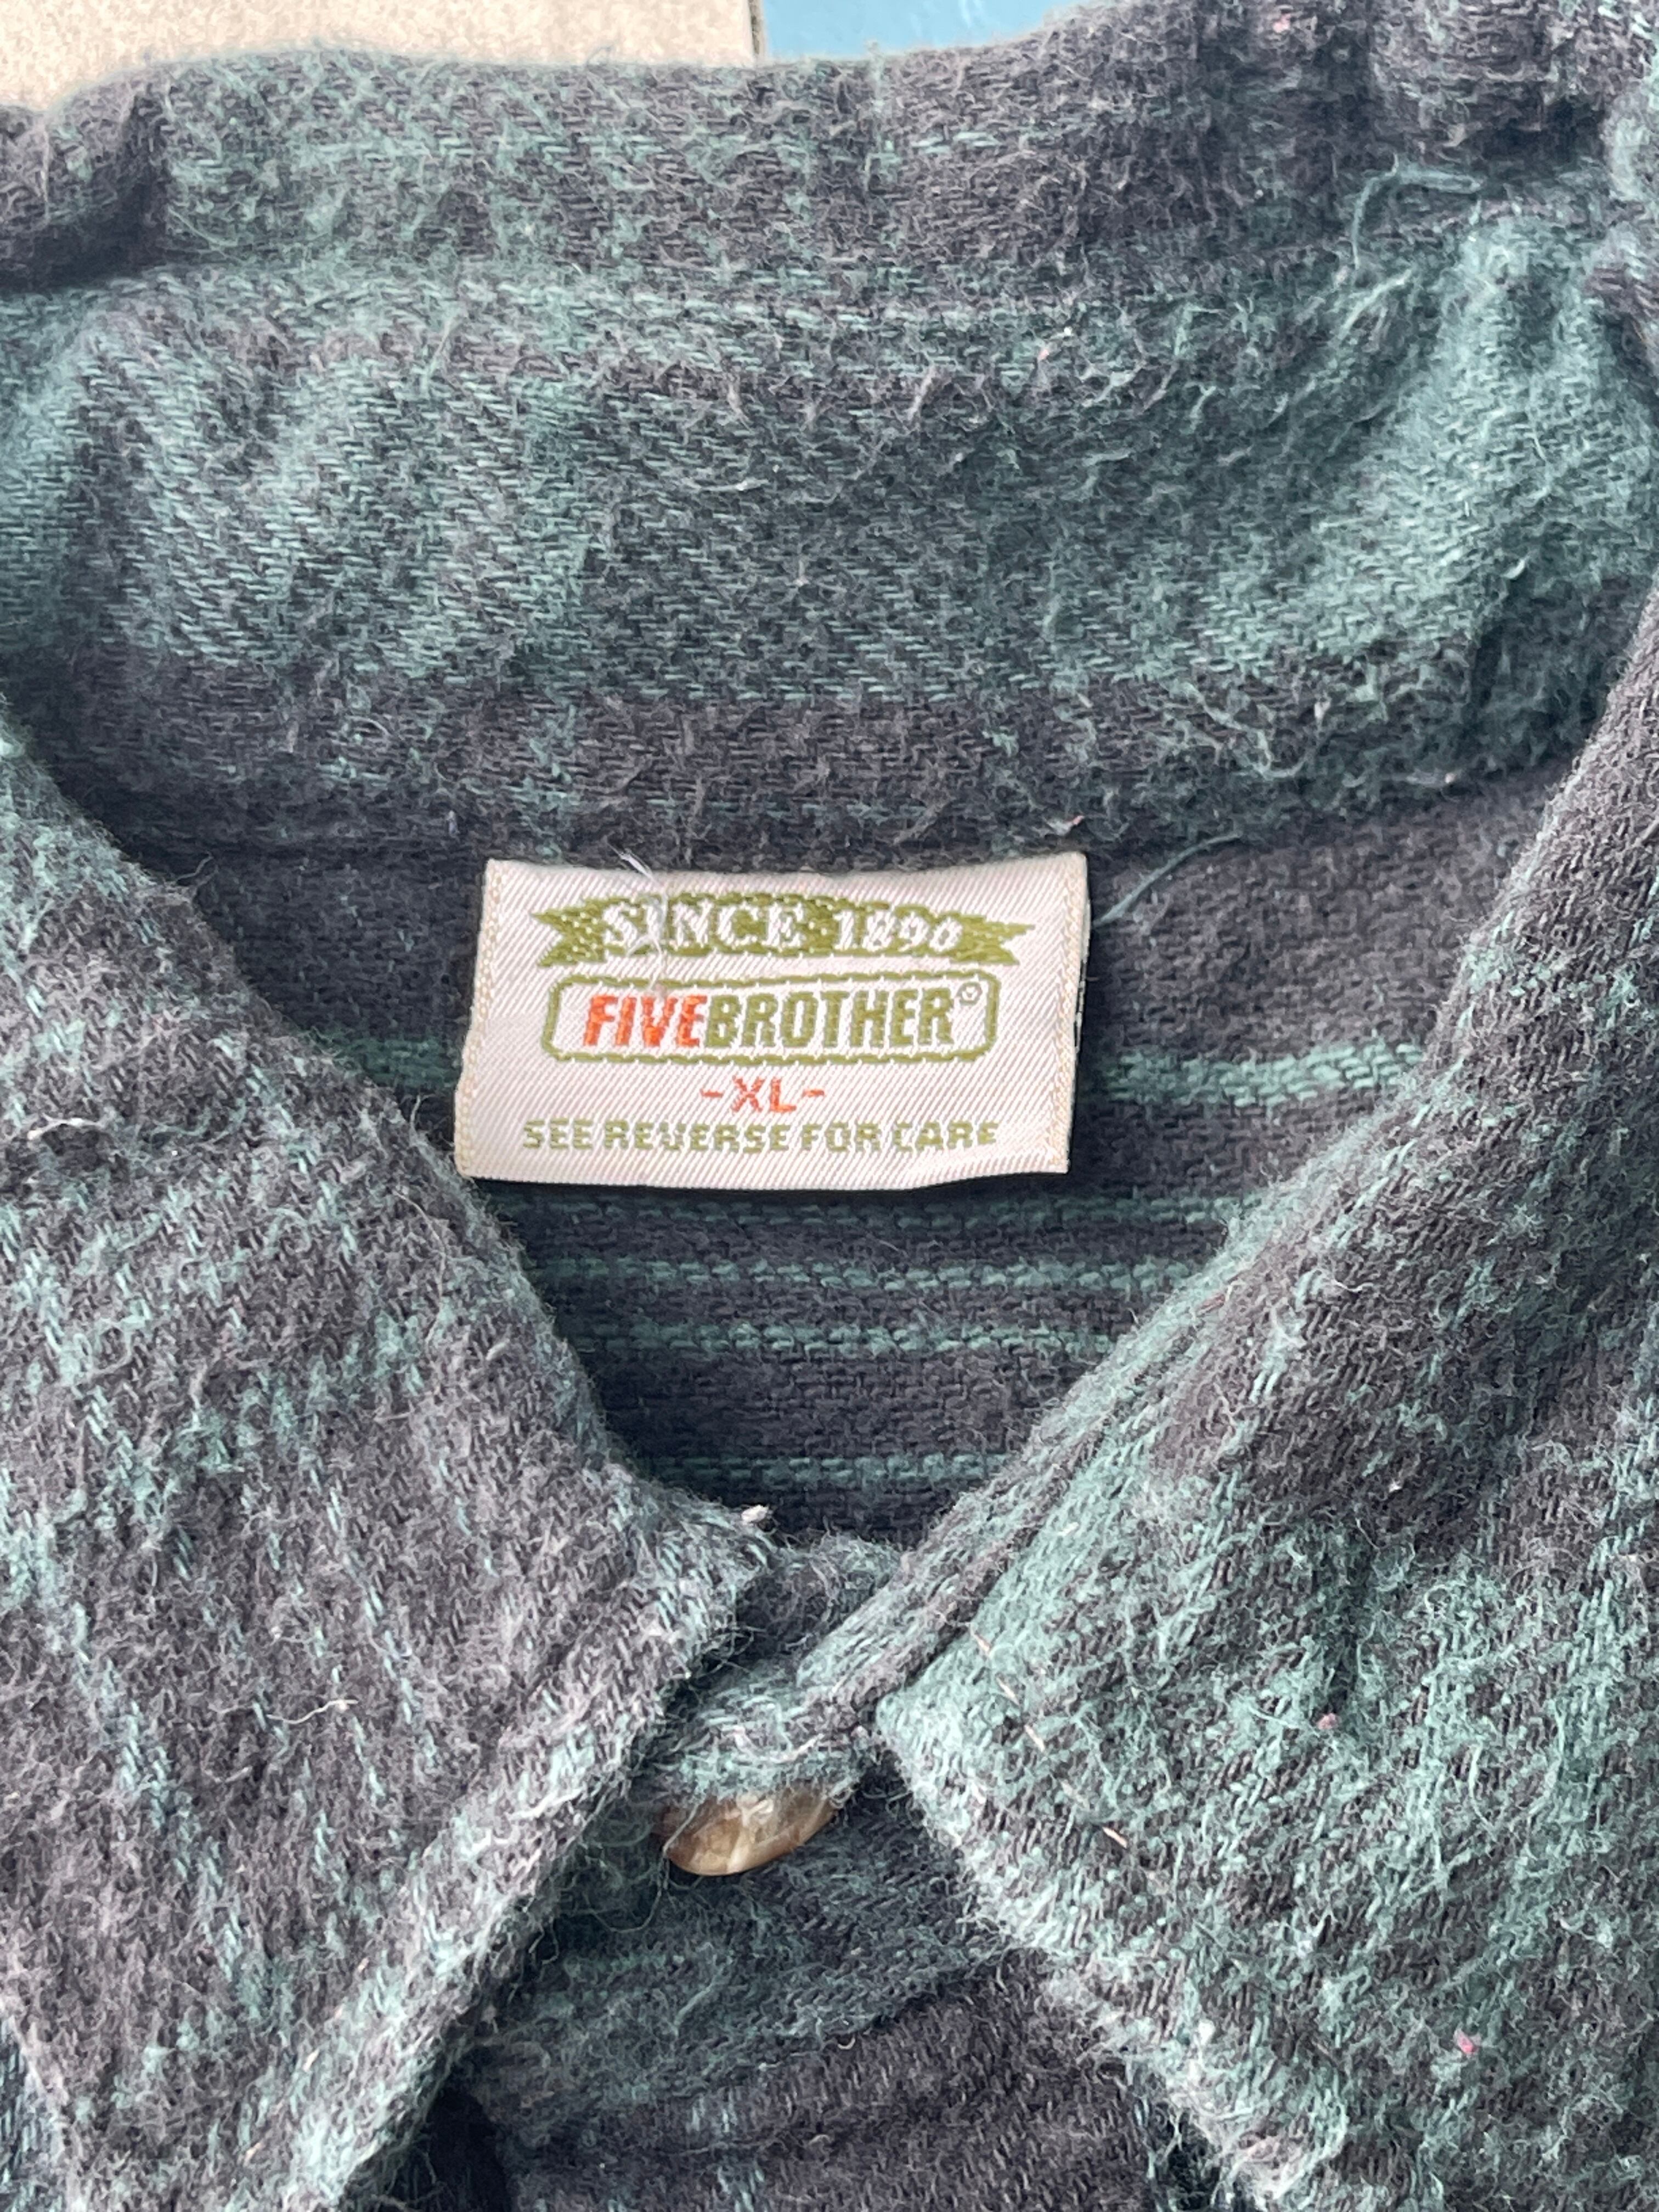 SINCE 1890
FIVEBROTHER®
-XL-
SEE REVERSE FOR CARE